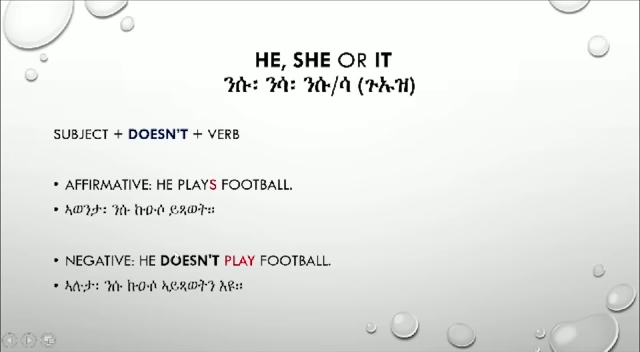 HE, SHE OR IT
ንሱ፡ ንሳ፡ ንሱ/ሳ (ጉኡዝ)
SUBJECT + DOESN'T + VERB
• AFFIRMATIVE: HE PLAYS FOOTBALL.
• ኣወንታ፡ ንሱ ኩዑሶ ይጻወት።
• NEGATIVE: HE DOESN'T PLAY FOOTBALL.
• ኣሉታ፡ ንሱ ኩዑሶ ኣይጻወትን እዩ።